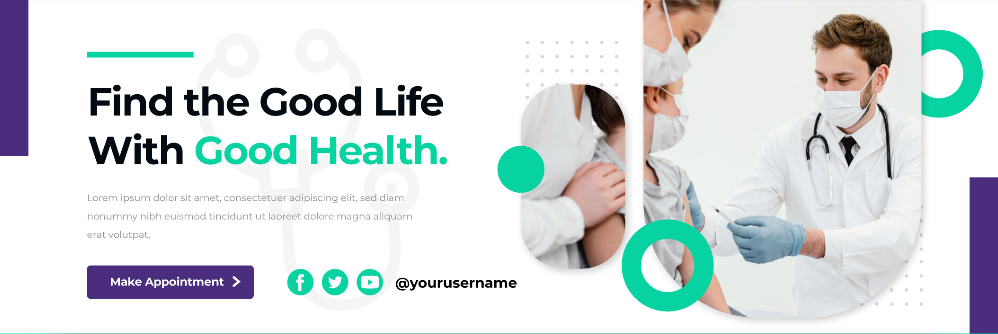 Find the Good Life
With Good Health.
Lorem ipsum dolor sit amet, consectetuer adipiscing elit, sed diam
nonummy nibh euismod tincidunt ut laoreet dolore magna aliquam
erat volutpat.
Make Appointment
@yourusername